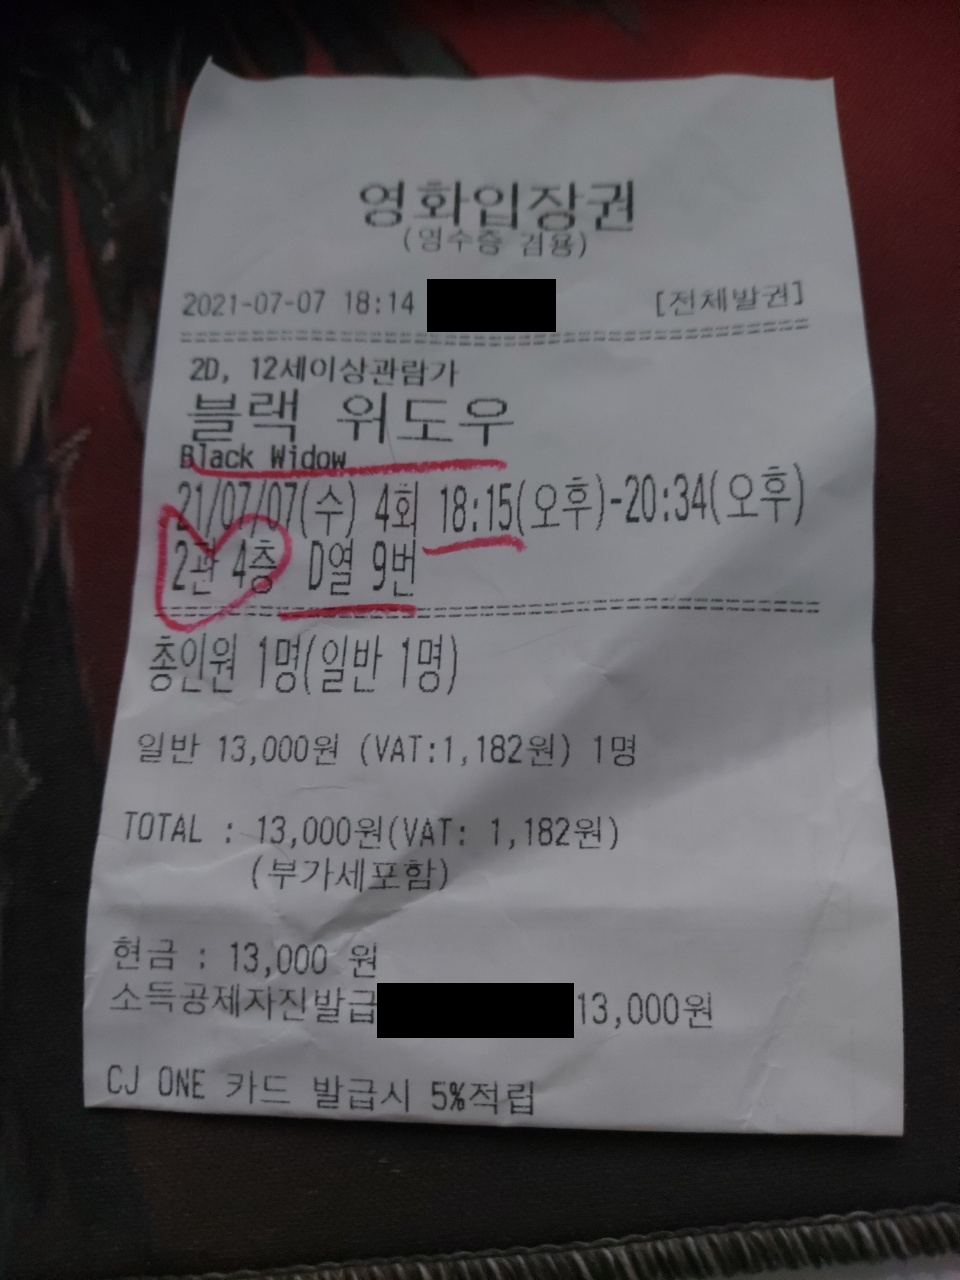 영화입장권
(영수증 겸용)
2021-07-07 18:14 [전체발권]
2D, 12세이상관람가
블랙 위도우
Black Widow
21/07/07(수) 4회 18:15(오후)-20:34(오후)
2관 4층 D열 9번
총인원 1명(일반 1명)
일반 13,000원 (VAT:1,182원) 1명
TOTAL : 13,000원(VAT: 1,182원)
(부가세포함)
현금 : 13,000 원
소득공제자진발급 13,000원
CJ ONE 카드 발급시 5%적립